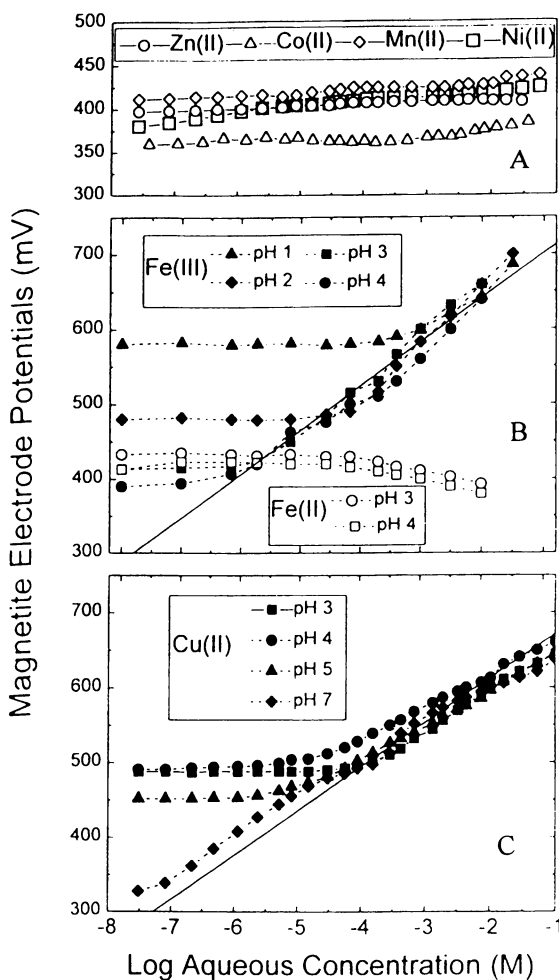 Magnetite Electrode Potentials (mV)
500
450
400
350
300
Zn(II) Co(II) Mn(II) Ni(II)
A
700
600
500
400
300
Fe(III)
pH 1 pH 3
pH 2 pH 4
B
Fe(II)
pH 3
pH 4
700
600
500
400
300
Cu(II)
pH 3
pH 4
pH 5
pH 7
C
-8 -7 -6 -5 -4 -3 -2 -1
Log Aqueous Concentration (M)